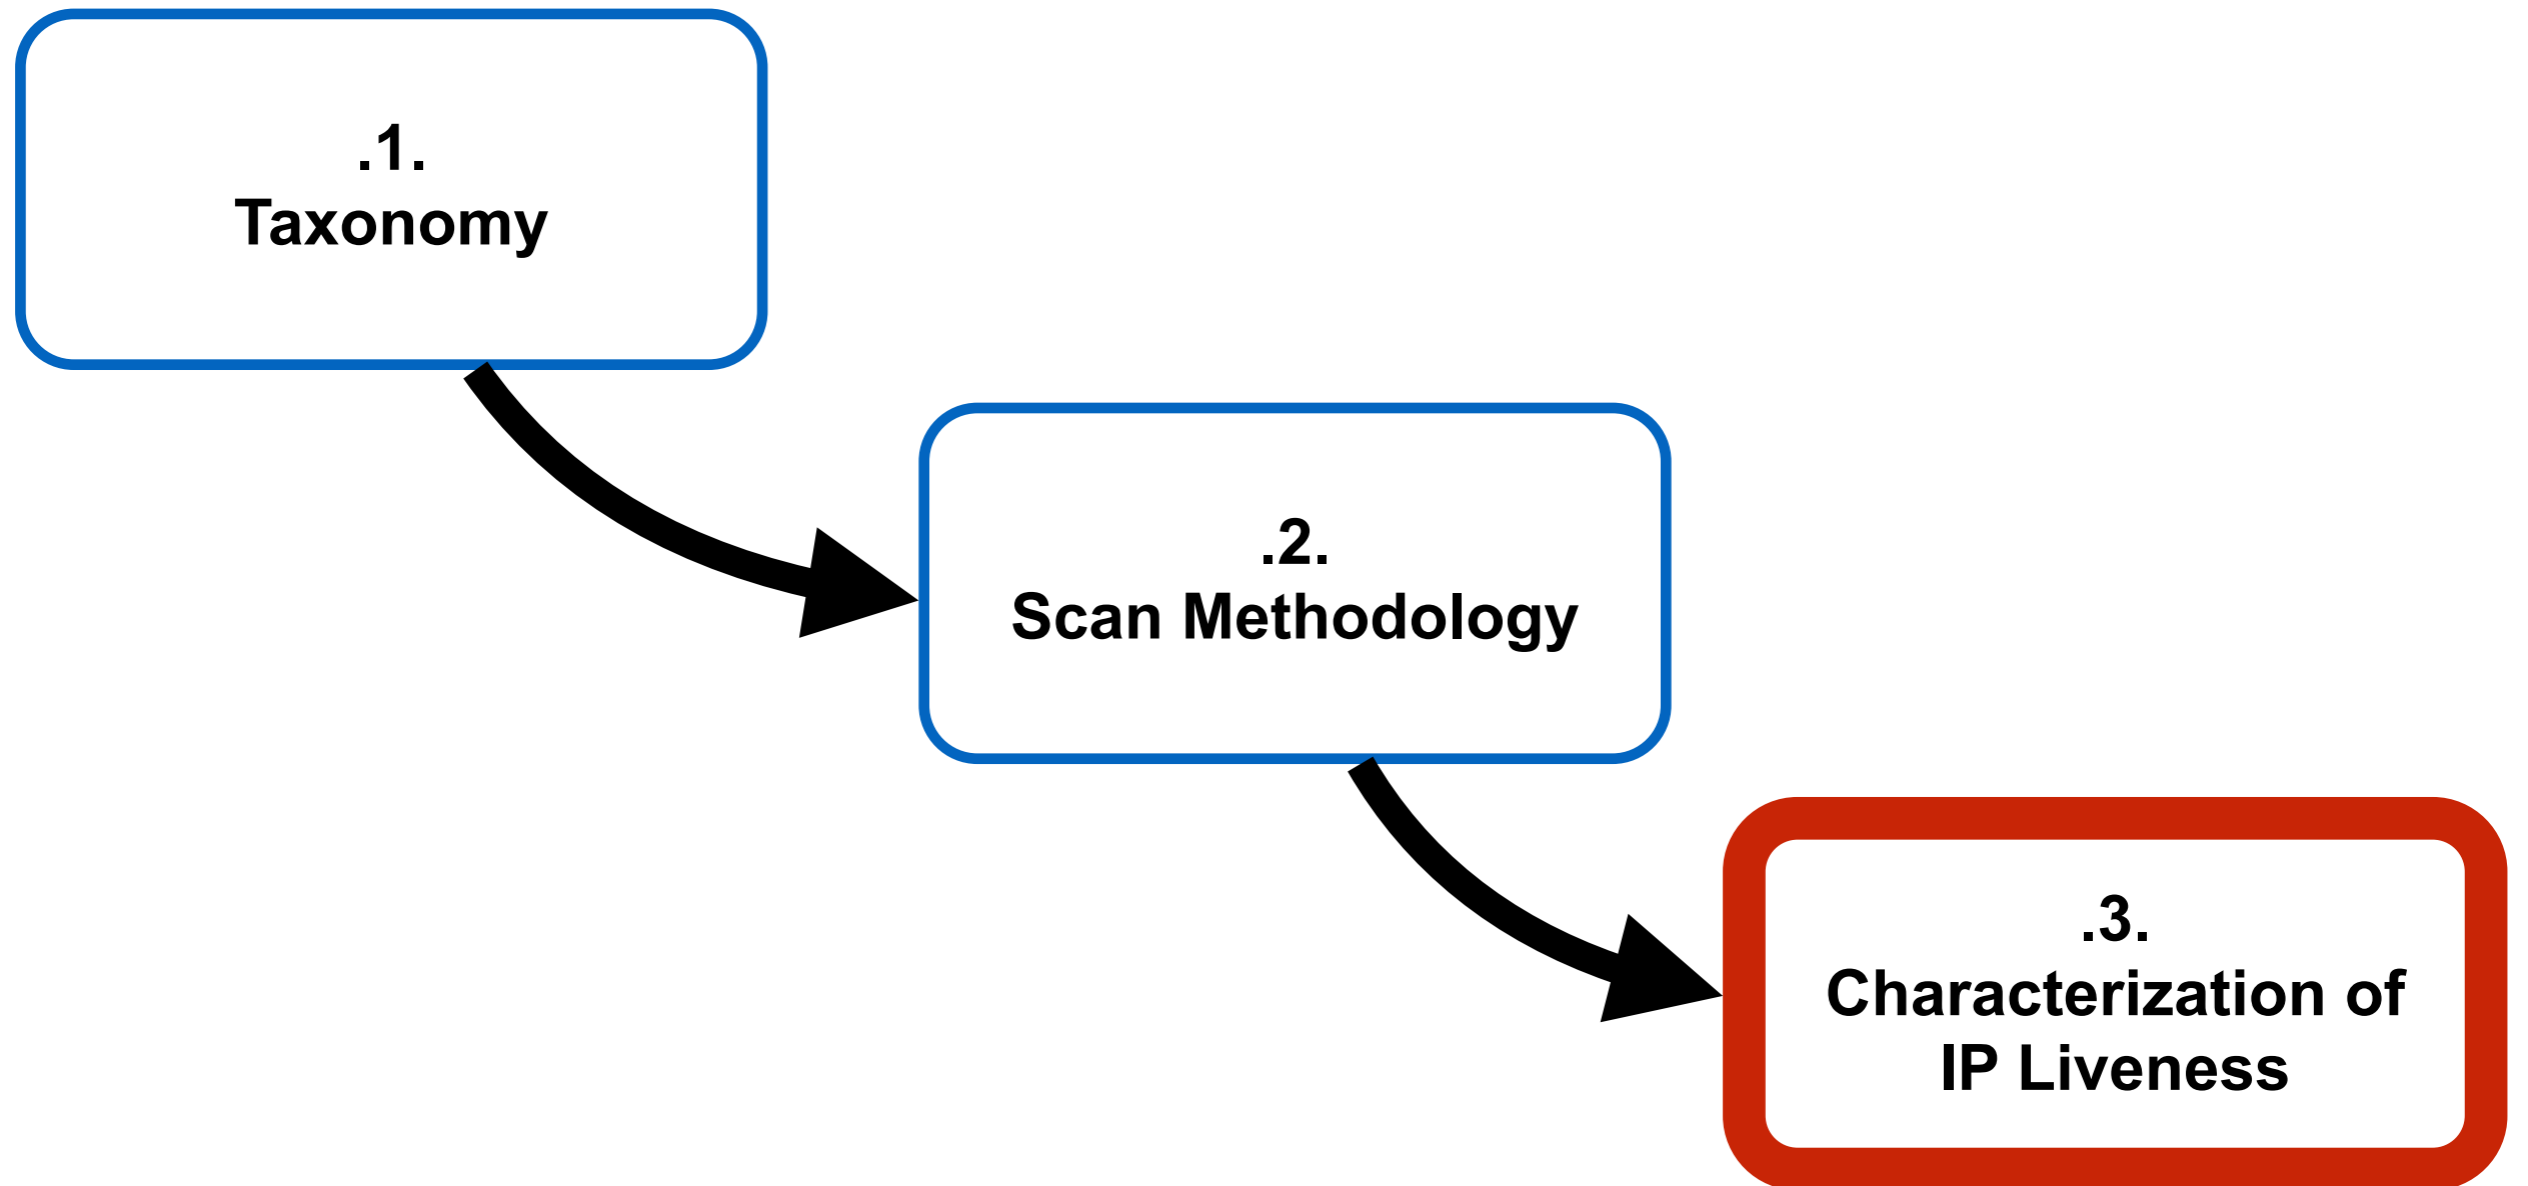 .1.
Taxonomy
.2.
Scan Methodology
.3.
Characterization of
IP Liveness